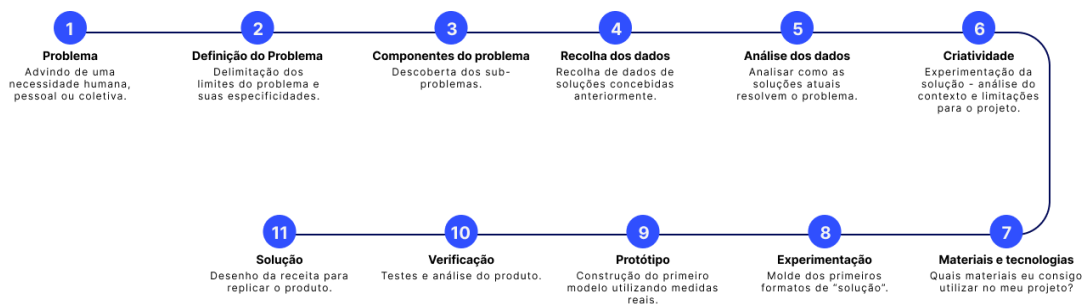 1
Problema
Advindo de uma
necessidade humana,
pessoal ou coletiva.
2
Definição do Problema
Delimitação dos
limites do problema e
suas especificidades.
3
Componentes do problema
Descoberta dos sub-
problemas.
4
Recolha dos dados
Recolha de dados de
soluções concebidas
anteriormente.
5
Análise dos dados
Analisar como as
soluções atuais
resolvem o problema.
6
Criatividade
Experimentação da
solução - análise do
contexto e limitações
para o projeto.
7
Materiais e tecnologias
Quais materiais eu consigo
utilizar no meu projeto?
8
Experimentação
Molde dos primeiros
formatos de “solução”.
9
Protótipo
Construção do primeiro
modelo utilizando medidas
reais.
10
Verificação
Testes e análise do produto.
11
Solução
Desenho da receita para
replicar o produto.